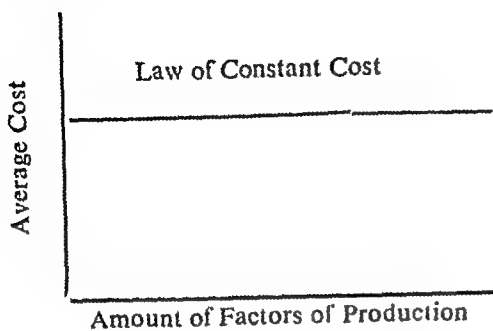 Law of Constant Cost
Average Cost
Amount of Factors of Production